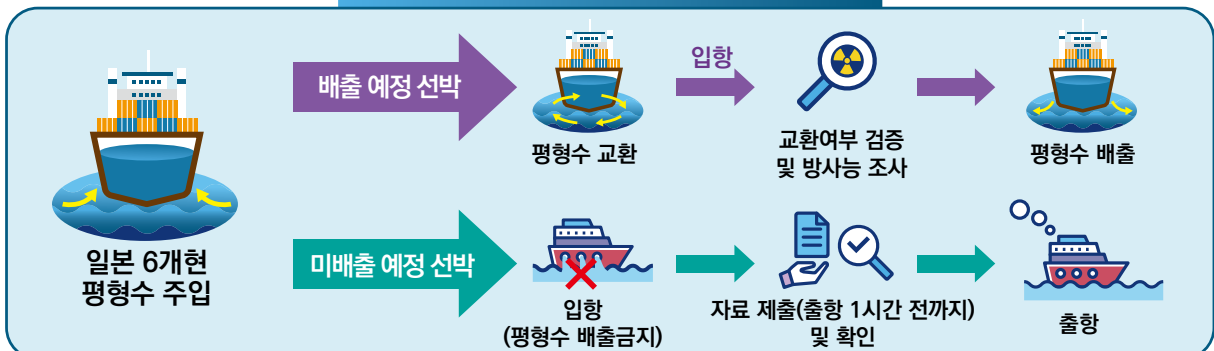 일본 6개현
평형수 주입
배출 예정 선박
평형수 교환
입항
교환여부 검증
및 방사능 조사
평형수 배출
미배출 예정 선박
입항
(평형수 배출금지)
자료 제출(출항 1시간 전까지)
및 확인
출항